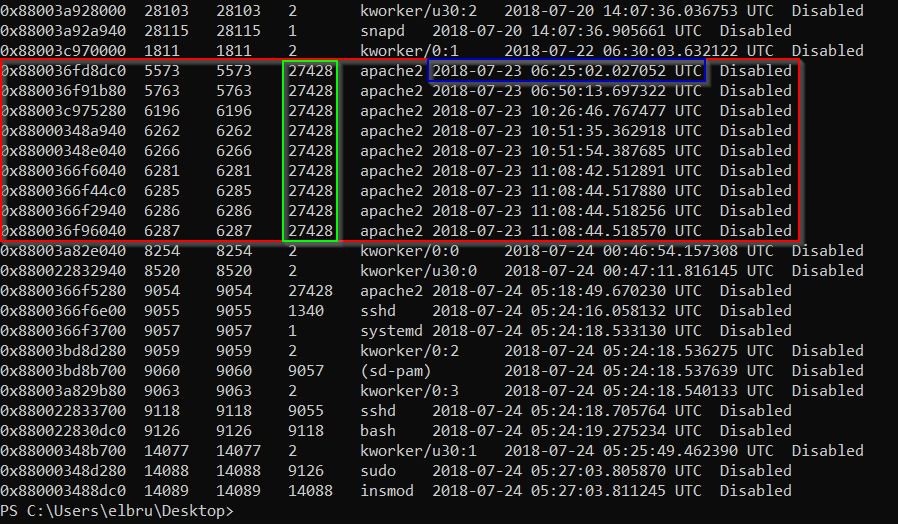 0x88003a928000 28103 28103 2 kworker/u30:2 2018-07-20 14:07:36.036753 UTC Disabled
0x88003a92a940 28115 28115 1 snapd 2018-07-20 14:07:36.905661 UTC Disabled
0x88003c970000 1811 1811 2 kworker/0:1 2018-07-22 06:30:03.632122 UTC Disabled
0x880036fd8dc0 5573 5573 27428 apache2 2018-07-23 06:25:02.027052 UTC Disabled
0x880036f91b80 5763 5763 27428 apache2 2018-07-23 06:50:13.697322 UTC Disabled
0x88003c975280 6196 6196 27428 apache2 2018-07-23 10:26:46.767477 UTC Disabled
0x88000348a940 6262 6262 27428 apache2 2018-07-23 10:51:35.362918 UTC Disabled
0x88000348e040 6266 6266 27428 apache2 2018-07-23 10:51:54.387685 UTC Disabled
0x8800366f6040 6281 6281 27428 apache2 2018-07-23 11:08:42.512891 UTC Disabled
0x8800366f44c0 6285 6285 27428 apache2 2018-07-23 11:08:44.517880 UTC Disabled
0x8800366f2940 6286 6286 27428 apache2 2018-07-23 11:08:44.518256 UTC Disabled
0x880036f96040 6287 6287 27428 apache2 2018-07-23 11:08:44.518570 UTC Disabled
0x88003a82e040 8254 8254 2 kworker/0:0 2018-07-24 00:46:54.157308 UTC Disabled
0x880022832940 8520 8520 2 kworker/u30:0 2018-07-24 00:47:11.816145 UTC Disabled
0x8800366f5280 9054 9054 27428 apache2 2018-07-24 05:18:49.670230 UTC Disabled
0x8800366f6e00 9055 9055 1340 sshd 2018-07-24 05:24:16.058132 UTC Disabled
0x8800366f3700 9057 9057 1 systemd 2018-07-24 05:24:18.533130 UTC Disabled
0x88003bd8d280 9059 9059 2 kworker/0:2 2018-07-24 05:24:18.536275 UTC Disabled
0x88003bd8b700 9060 9060 9057 (sd-pam) 2018-07-24 05:24:18.537639 UTC Disabled
0x88003a829b80 9063 9063 2 kworker/0:3 2018-07-24 05:24:18.540133 UTC Disabled
0x880022833700 9118 9118 9055 sshd 2018-07-24 05:24:18.705764 UTC Disabled
0x880022830dc0 9126 9126 9118 bash 2018-07-24 05:24:19.275234 UTC Disabled
0x88000348b700 14077 14077 2 kworker/u30:1 2018-07-24 05:25:49.462390 UTC Disabled
0x88000348d280 14088 14088 9126 sudo 2018-07-24 05:27:03.805870 UTC Disabled
0x880003488dc0 14089 14089 14088 insmod 2018-07-24 05:27:03.811245 UTC Disabled
PS C:\Users\elbru\Desktop>